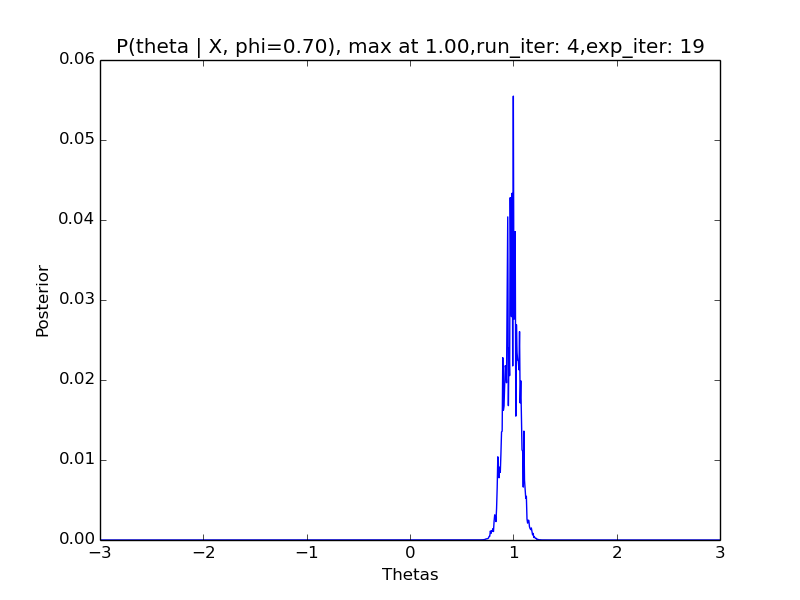 P(theta | X, phi=0.70), max at 1.00,run_iter: 4,exp_iter: 19
0.06
0.05
0.04
0.03
0.02
0.01
0.00
Posterior
−3 −2 −1 0 1 2 3
Thetas